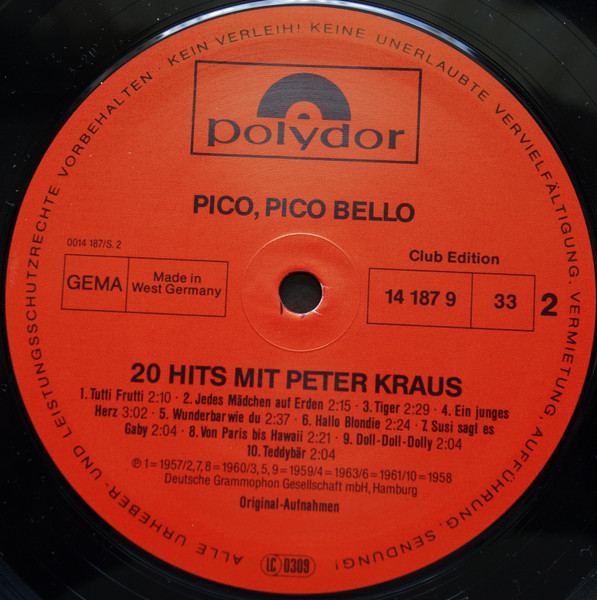 ALLE URHEBER- UND LEISTUNGSSCHUTZRECHTE VORBEHALTEN · KEIN VERLEIH! KEINE UNERLAUBTE VERVIELFÄLTIGUNG, VERMIETUNG, AUFFÜHRUNG, SENDUNG!
polydor
PICO, PICO BELLO
0014 187/S. 2
GEMA
Made in
West Germany
Club Edition
14 187 9
33
2
20 HITS MIT PETER KRAUS
1. Tutti Frutti 2:10 · 2. Jedes Mädchen auf Erden 2:15 · 3. Tiger 2:29 · 4. Ein junges
Herz 3:02 · 5. Wunderbar wie du 2:37 · 6. Hallo Blondie 2:24 · 7. Susi sagt es
Gaby 2:04 · 8. Von Paris bis Hawaii 2:21 · 9. Doll-Doll-Dolly 2:04
10. Teddybär 2:04
℗ 1=1957/2,7,8=1960/3,5,9=1959/4=1963/6=1961/10=1958
Deutsche Grammophon Gesellschaft mbH, Hamburg
Original-Aufnahmen
LC 0309